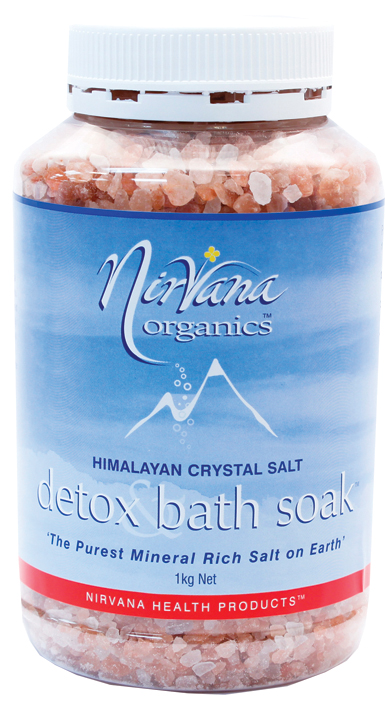 Nirvana
organics™
HIMALAYAN CRYSTAL SALT
detox & bath soak™
'The Purest Mineral Rich Salt on Earth'
1kg Net
NIRVANA HEALTH PRODUCTS™